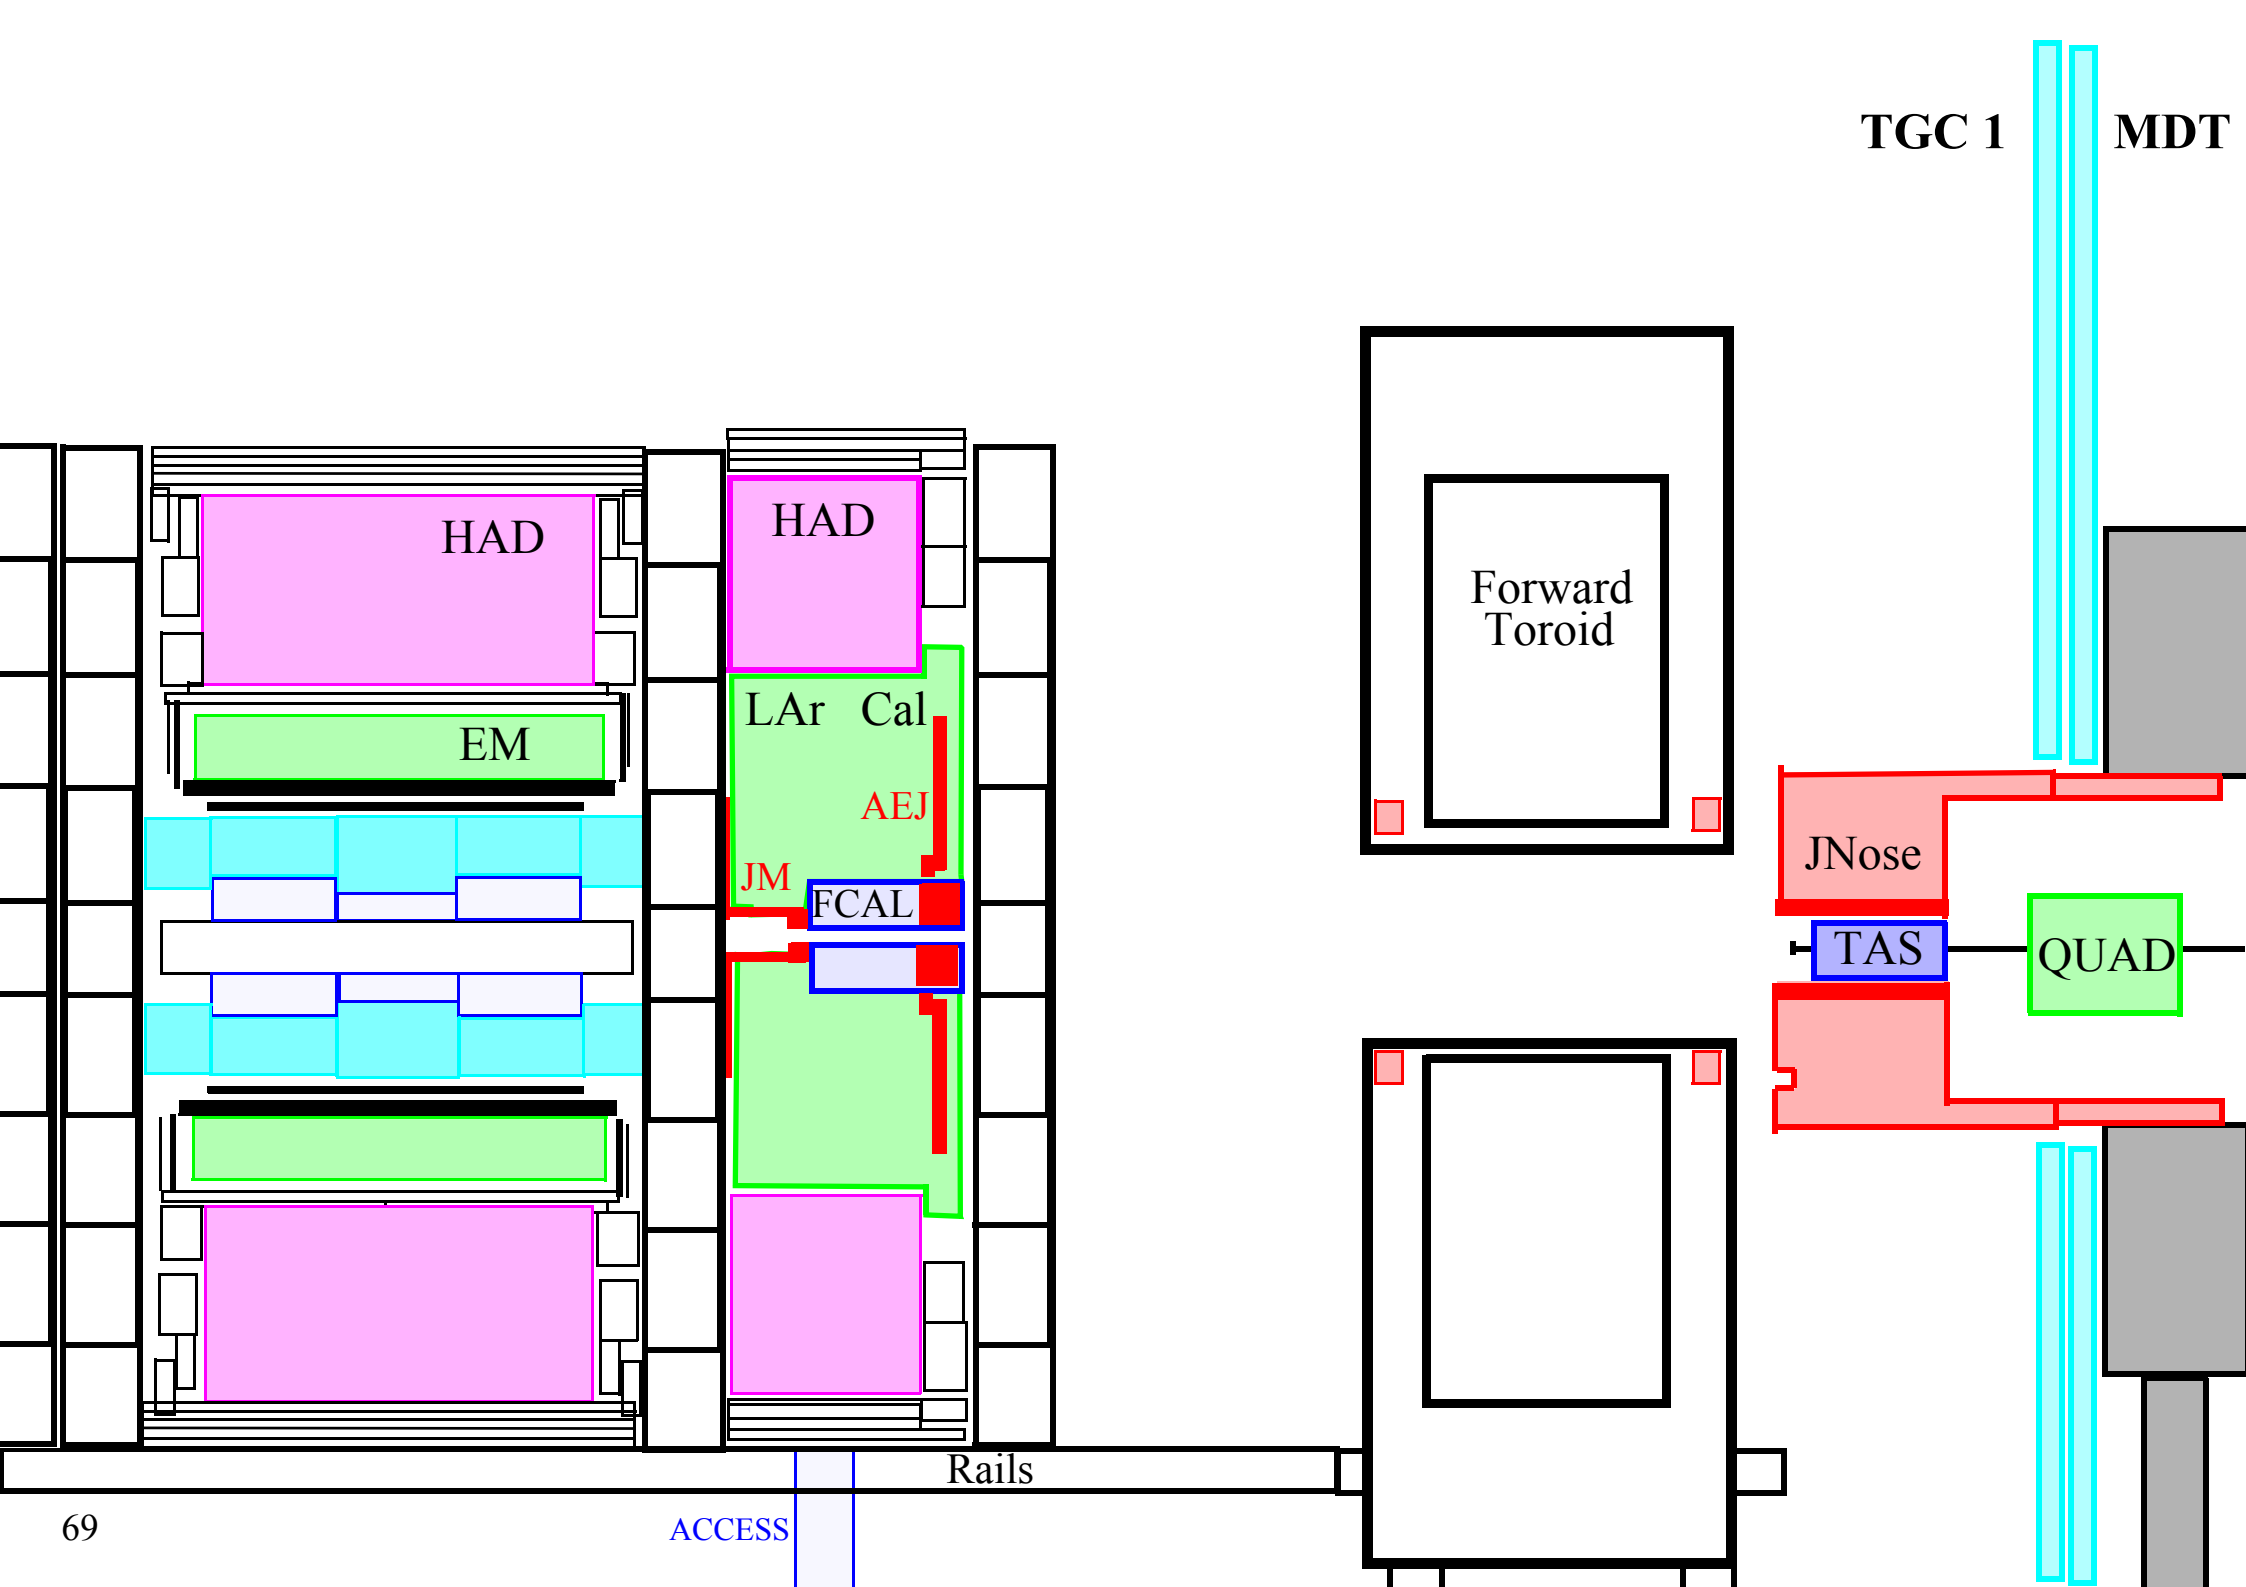 TGC 1
MDT
HAD
HAD
Forward
Toroid
LAr Cal
EM
AEJ
JNose
JM
FCAL
TAS
QUAD
Rails
69
ACCESS